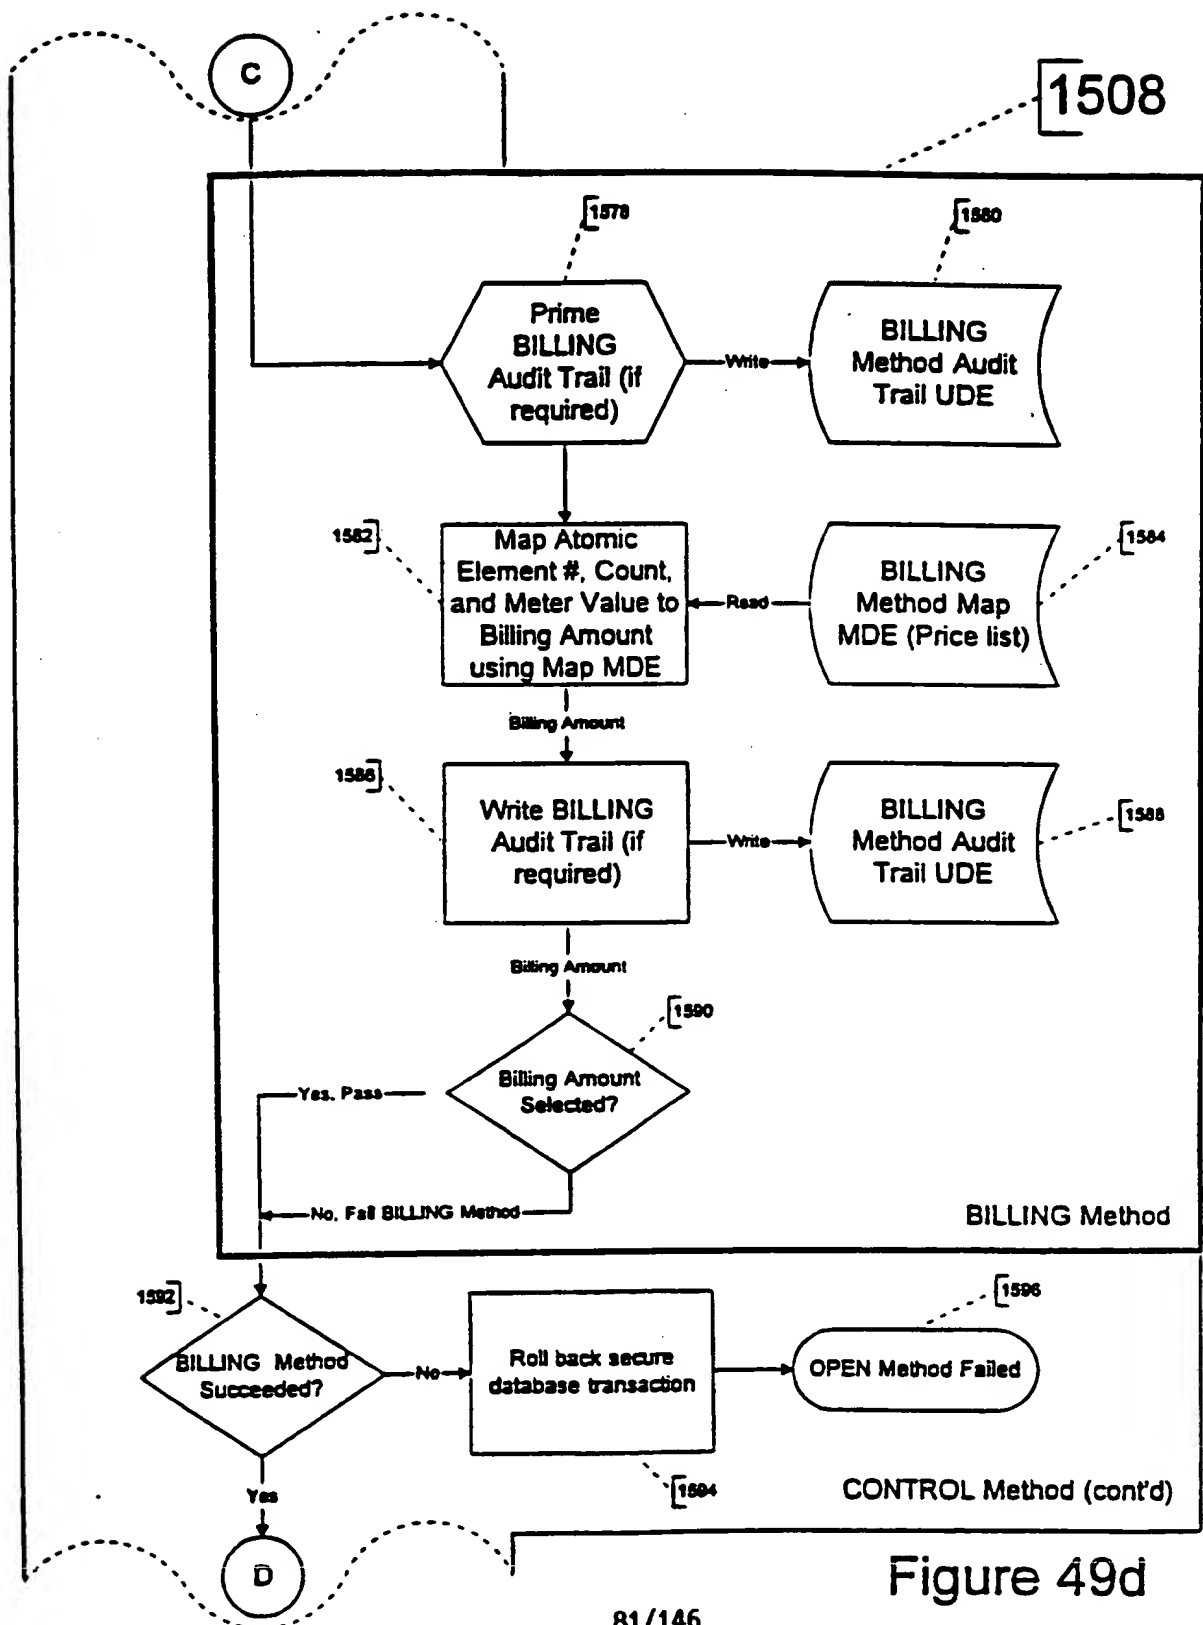 C
1508
1578
1580
Prime
BILLING
Audit Trail (if
required)
Write
BILLING
Method Audit
Trail UDE
1582
1584
Map Atomic
Element #, Count,
and Meter Value to
Billing Amount
using Map MDE
Read
BILLING
Method Map
MDE (Price list)
Billing Amount
1586
1588
Write BILLING
Audit Trail (if
required)
Write
BILLING
Method Audit
Trail UDE
Billing Amount
1590
Billing Amount
Selected?
Yes, Pass
No, Fail BILLING Method
BILLING Method
1592
1596
BILLING Method
Succeeded?
No
Roll back secure
database transaction
OPEN Method Failed
1594
Yes
CONTROL Method (cont'd)
D
Figure 49d
81/146